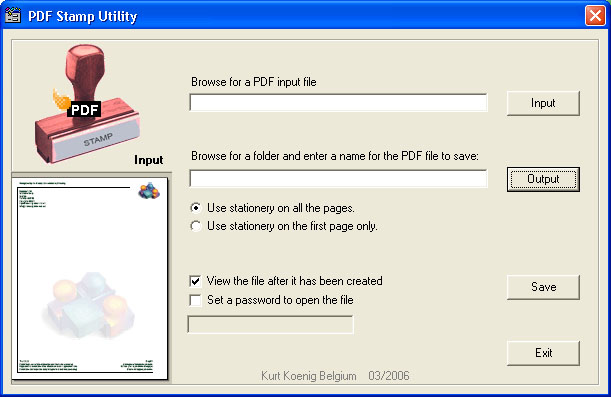 PDF Stamp Utility
PDF
STAMP
Input
Browse for a PDF input file
Input
Browse for a folder and enter a name for the PDF file to save:
Output
Use stationery on all the pages.
Use stationery on the first page only.
View the file after it has been created
Save
Set a password to open the file
Exit
Kurt Koenig Belgium 03/2006